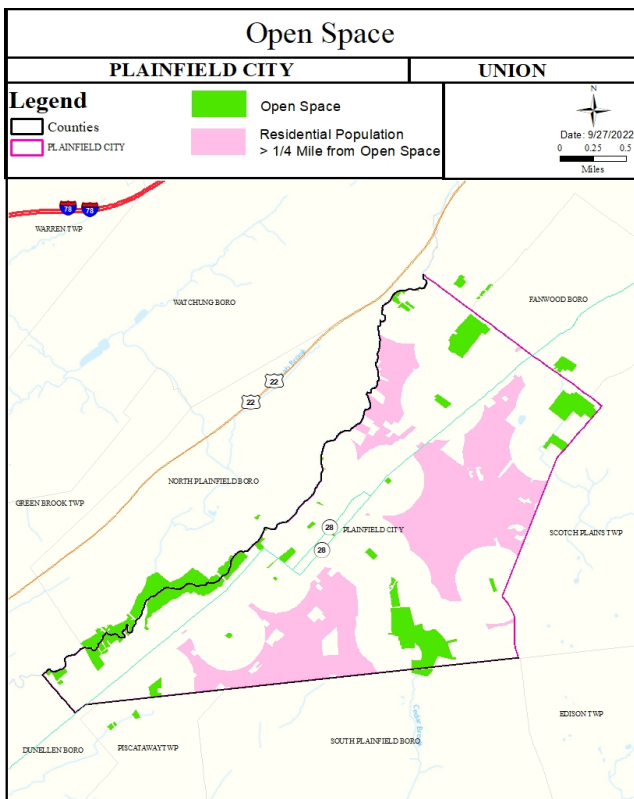 Open Space
PLAINFIELD CITY
UNION
Legend
Counties
PLAINFIELD CITY
Open Space
Residential Population
> 1/4 Mile from Open Space
N
Date: 9/27/2022
0 0.25 0.5
Miles
78 78
WARREN TWP
WATCHUNG BORO
FANWOOD BORO
22
22
NORTH PLAINFIELD BORO
GREEN BROOK TWP
28
PLAINFIELD CITY
SCOTCH PLAINS TWP
28
EDISON TWP
Cedar Brook
SOUTH PLAINFIELD BORO
DUNELLEN BORO
PISCATAWAY TWP